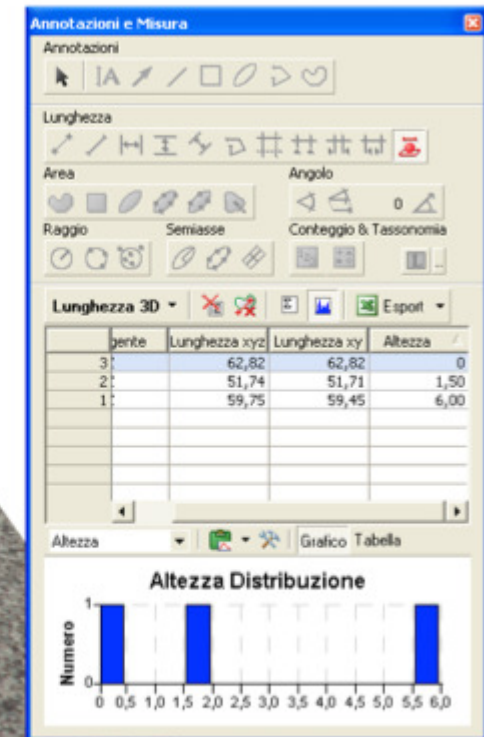 Annotazioni e Misura
Annotazioni
A
Lunghezza
Area Angolo
0
Raggio Semiasse Conteggio & Tassonomia
..
Lunghezza 3D Σ Esport
gente Lunghezza xyz Lunghezza xy Altezza
3 62,82 62,82 0
2 51,74 51,71 1,50
1 59,75 59,45 6,00
Altezza Grafico Tabella
Altezza Distribuzione
Numero
1
0
0 0,5 1,0 1,5 2,0 2,5 3,0 3,5 4,0 4,5 5,0 5,5 6,0